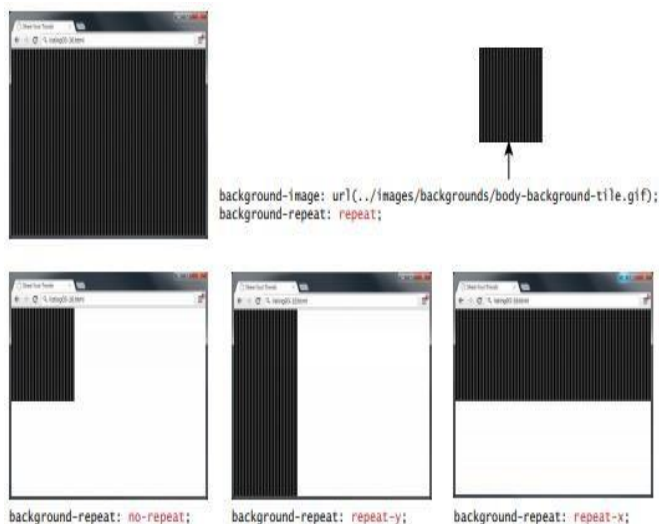 background-image: url(../images/backgrounds/body-background-tile.gif);
background-repeat: repeat;
background-repeat: no-repeat;
background-repeat: repeat-y;
background-repeat: repeat-x;